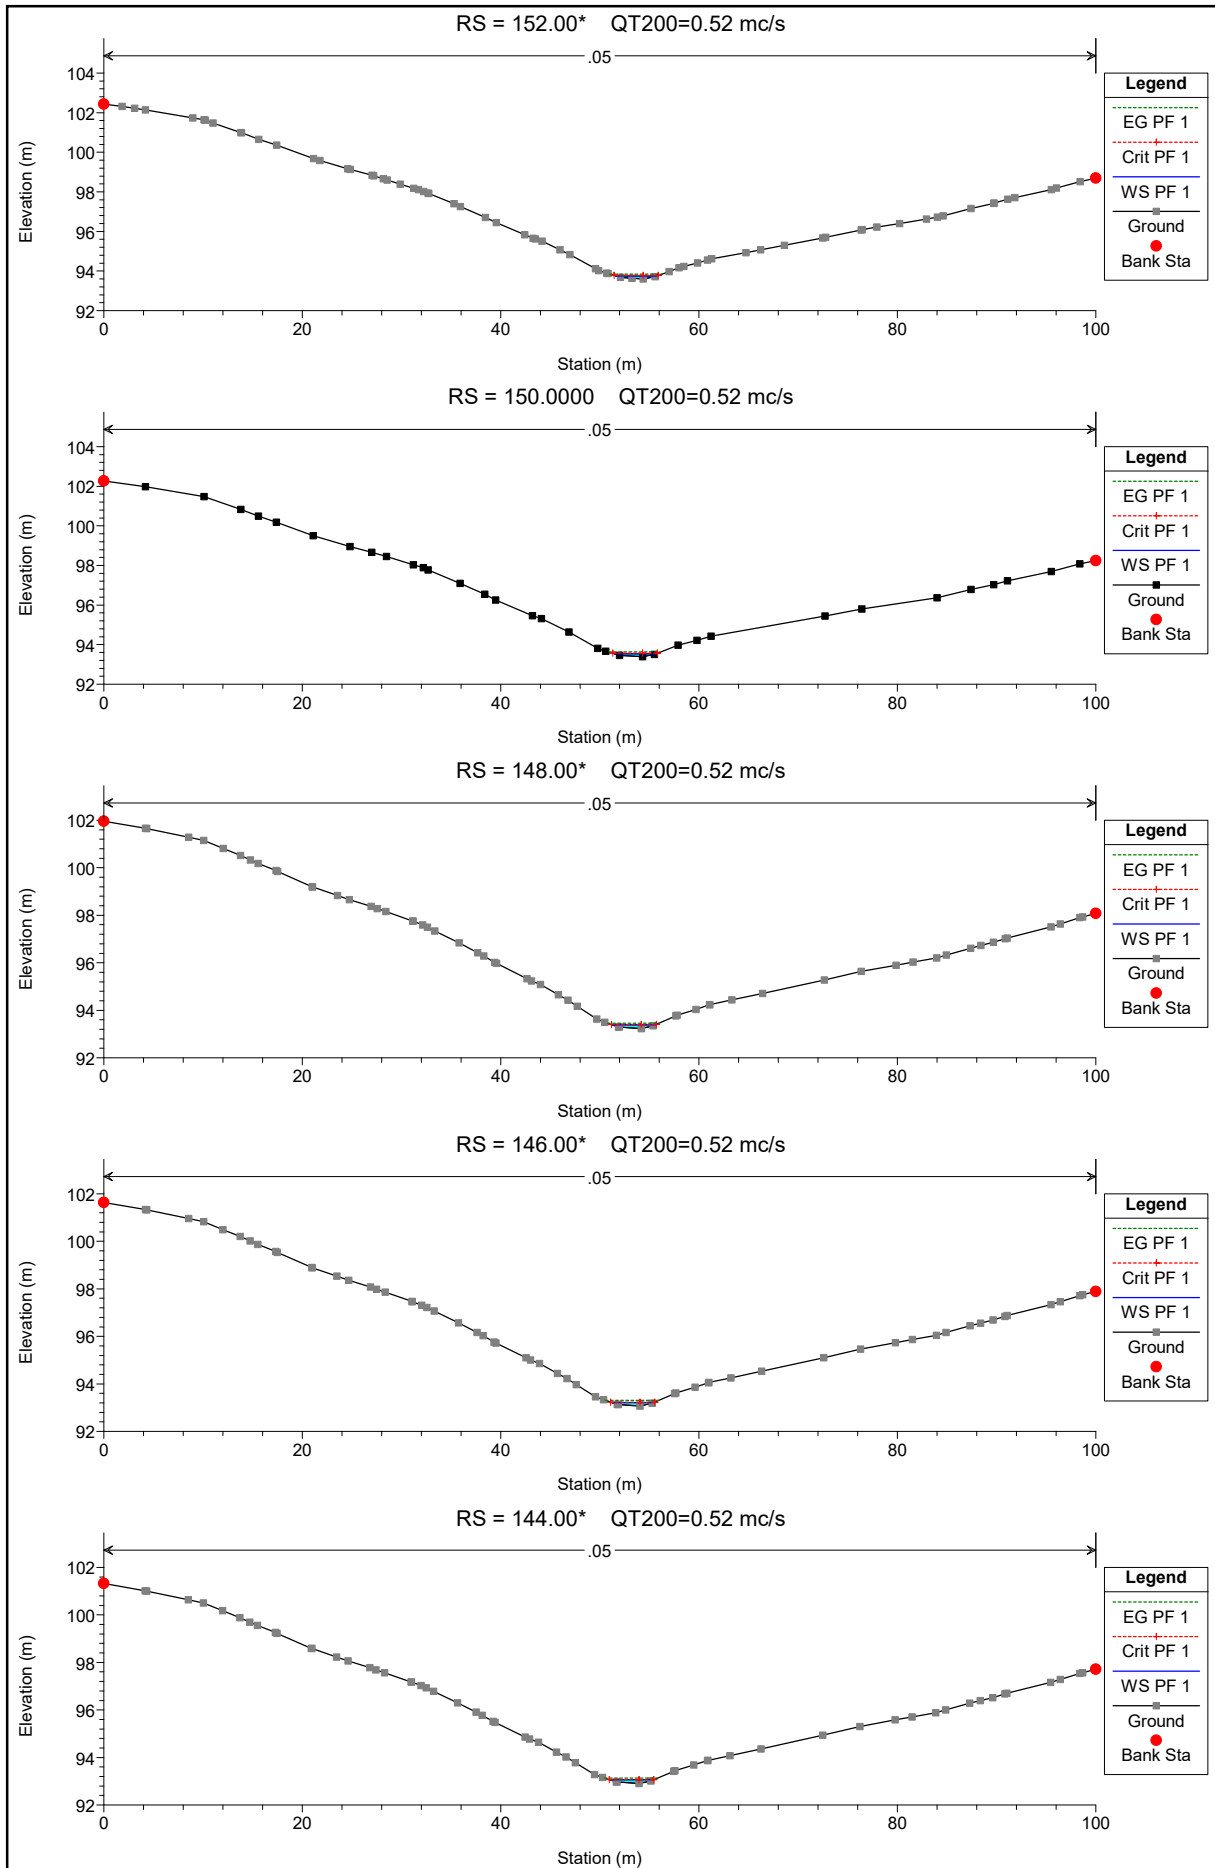 RS = 152.00* QT200=0.52 mc/s
.05
104
102
100
98
96
94
92
Elevation (m)
0 20 40 60 80 100
Station (m)
Legend
EG PF 1
Crit PF 1
WS PF 1
Ground
Bank Sta
RS = 150.0000 QT200=0.52 mc/s
.05
104
102
100
98
96
94
92
Elevation (m)
0 20 40 60 80 100
Station (m)
Legend
EG PF 1
Crit PF 1
WS PF 1
Ground
Bank Sta
RS = 148.00* QT200=0.52 mc/s
.05
102
100
98
96
94
92
Elevation (m)
0 20 40 60 80 100
Station (m)
Legend
EG PF 1
Crit PF 1
WS PF 1
Ground
Bank Sta
RS = 146.00* QT200=0.52 mc/s
.05
102
100
98
96
94
92
Elevation (m)
0 20 40 60 80 100
Station (m)
Legend
EG PF 1
Crit PF 1
WS PF 1
Ground
Bank Sta
RS = 144.00* QT200=0.52 mc/s
.05
102
100
98
96
94
92
Elevation (m)
0 20 40 60 80 100
Station (m)
Legend
EG PF 1
Crit PF 1
WS PF 1
Ground
Bank Sta